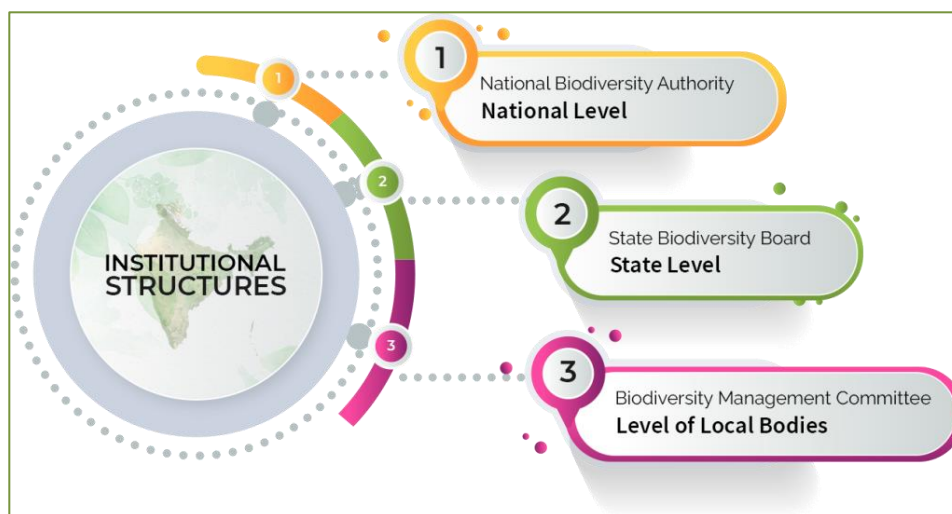 INSTITUTIONAL
STRUCTURES
1
2
3
1
National Biodiversity Authority
National Level
2
State Biodiversity Board
State Level
3
Biodiversity Management Committee
Level of Local Bodies